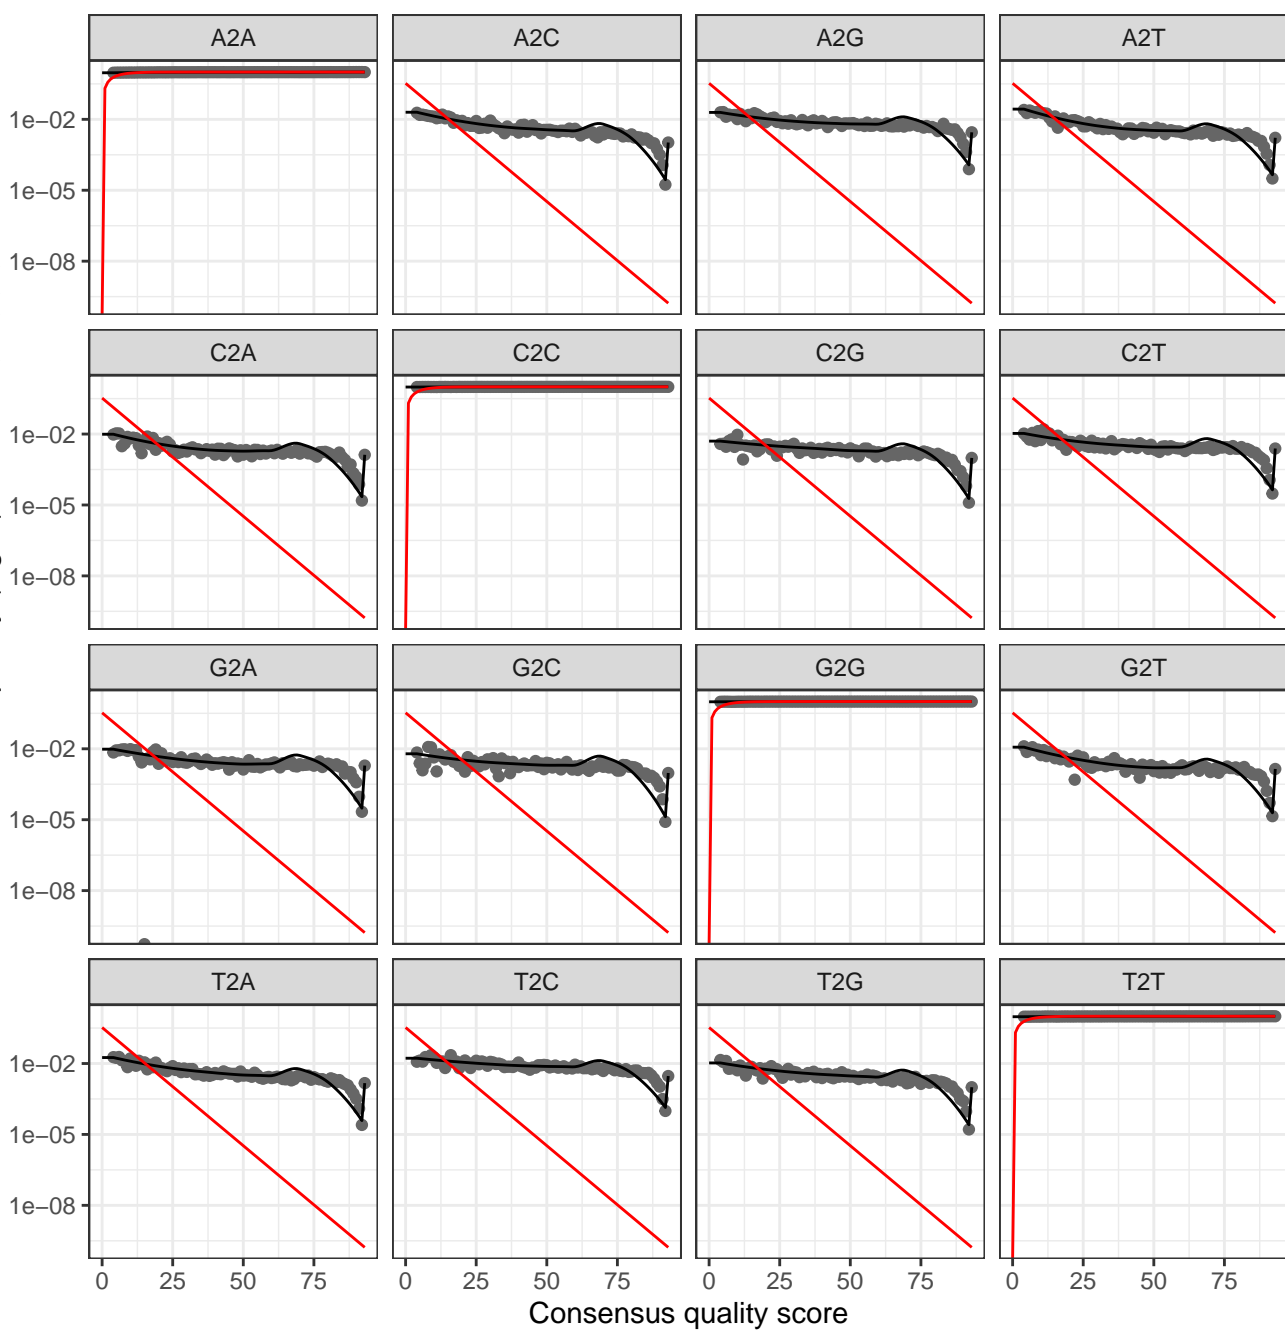 A2A A2C A2G A2T
1e−02
1e−05
1e−08
C2A C2C C2G C2T
1e−02
1e−05
1e−08
G2A G2C G2G G2T
1e−02
1e−05
1e−08
T2A T2C T2G T2T
1e−02
1e−05
1e−08
0 25 50 75 0 25 50 75 0 25 50 75 0 25 50 75
Consensus quality score